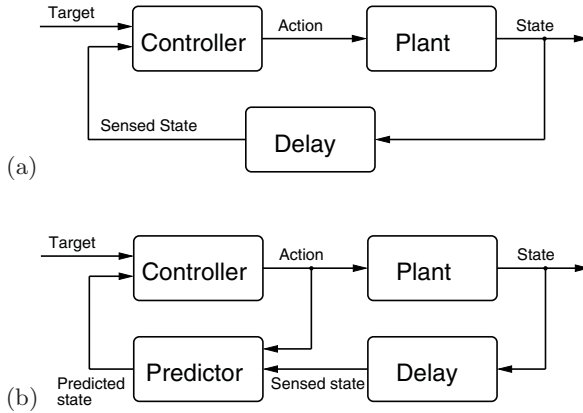 Target
Controller
Action
Plant
State
Sensed State
Delay
(a)
Target
Controller
Action
Plant
State
Predicted
state
Predictor
Sensed state
Delay
(b)